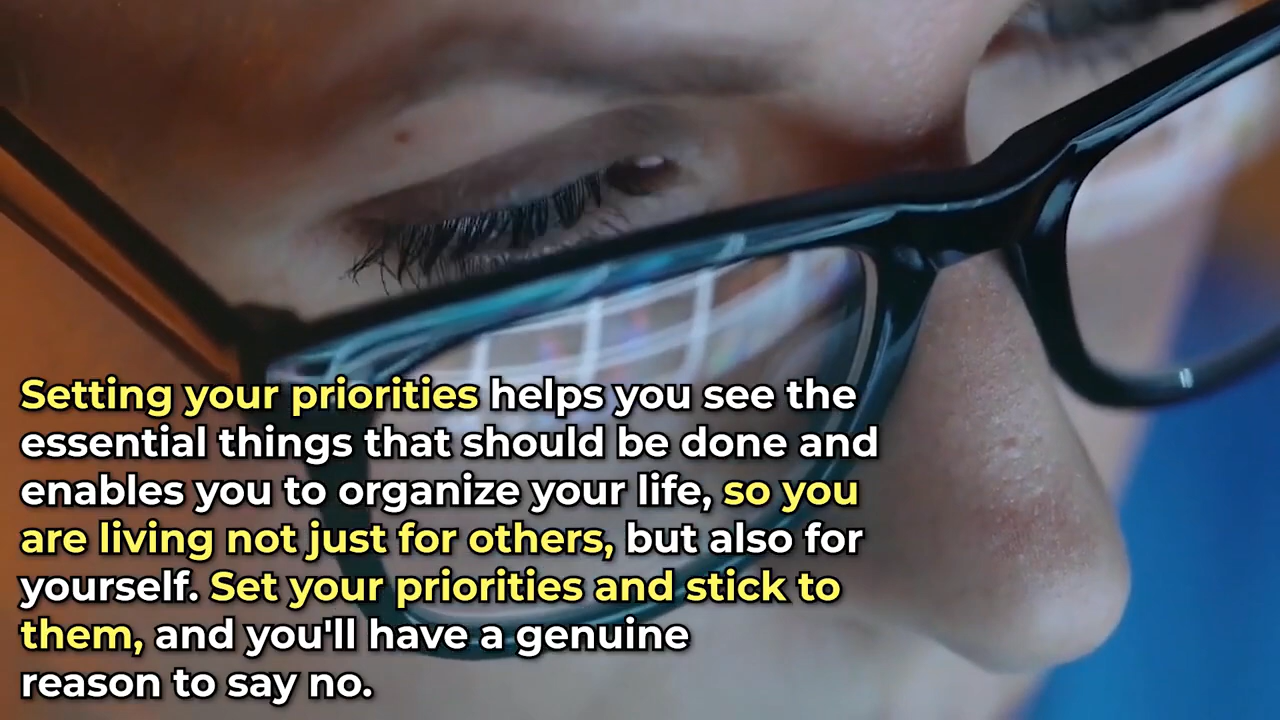 Setting your priorities helps you see the
essential things that should be done and
enables you to organize your life, so you
are living not just for others, but also for
yourself. Set your priorities and stick to
them, and you'll have a genuine
reason to say no.